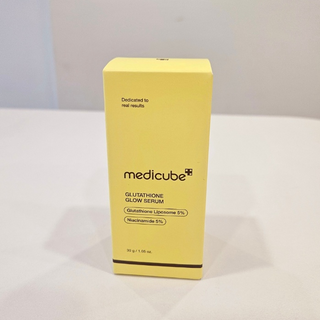 Dedicated to
real results
medicube
GLUTATHIONE
GLOW SERUM
Glutathione Liposome 5%
Niacinamide 5%